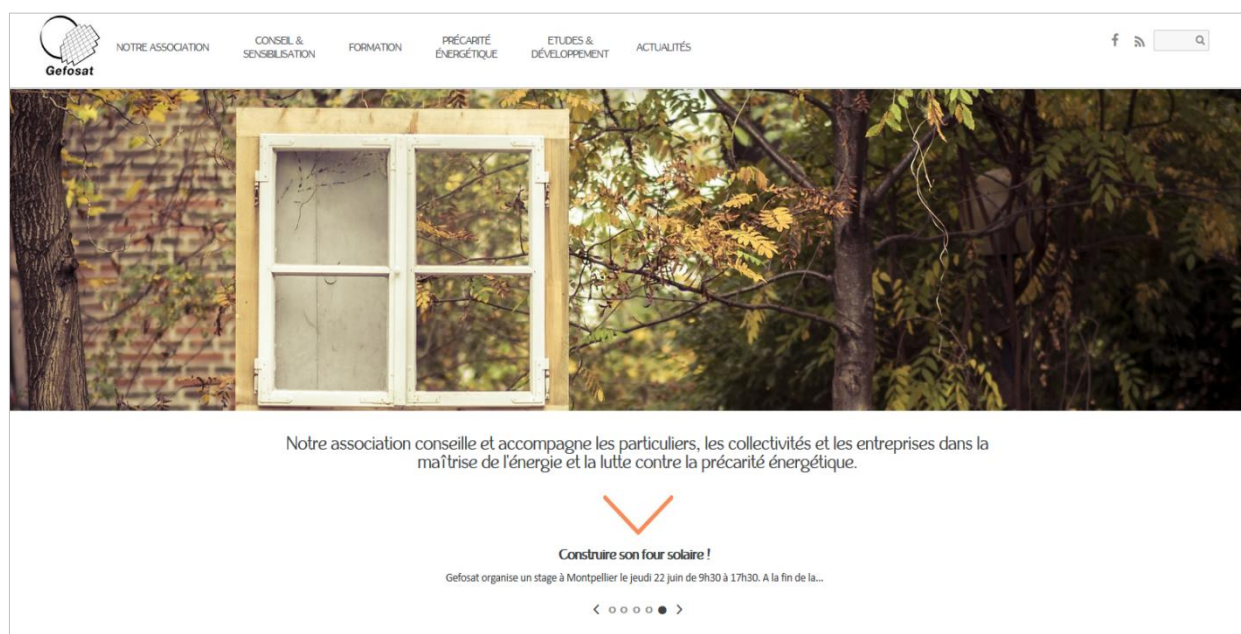 Gefosat
NOTRE ASSOCIATION
CONSEIL &
SENSIBILISATION
FORMATION
PRÉCARITÉ
ÉNERGÉTIQUE
ETUDES &
DÉVELOPPEMENT
ACTUALITÉS
Notre association conseille et accompagne les particuliers, les collectivités et les entreprises dans la
maîtrise de l'énergie et la lutte contre la précarité énergétique.
Construire son four solaire !
Gefosat organise un stage à Montpellier le jeudi 22 juin de 9h30 à 17h30. A la fin de la...